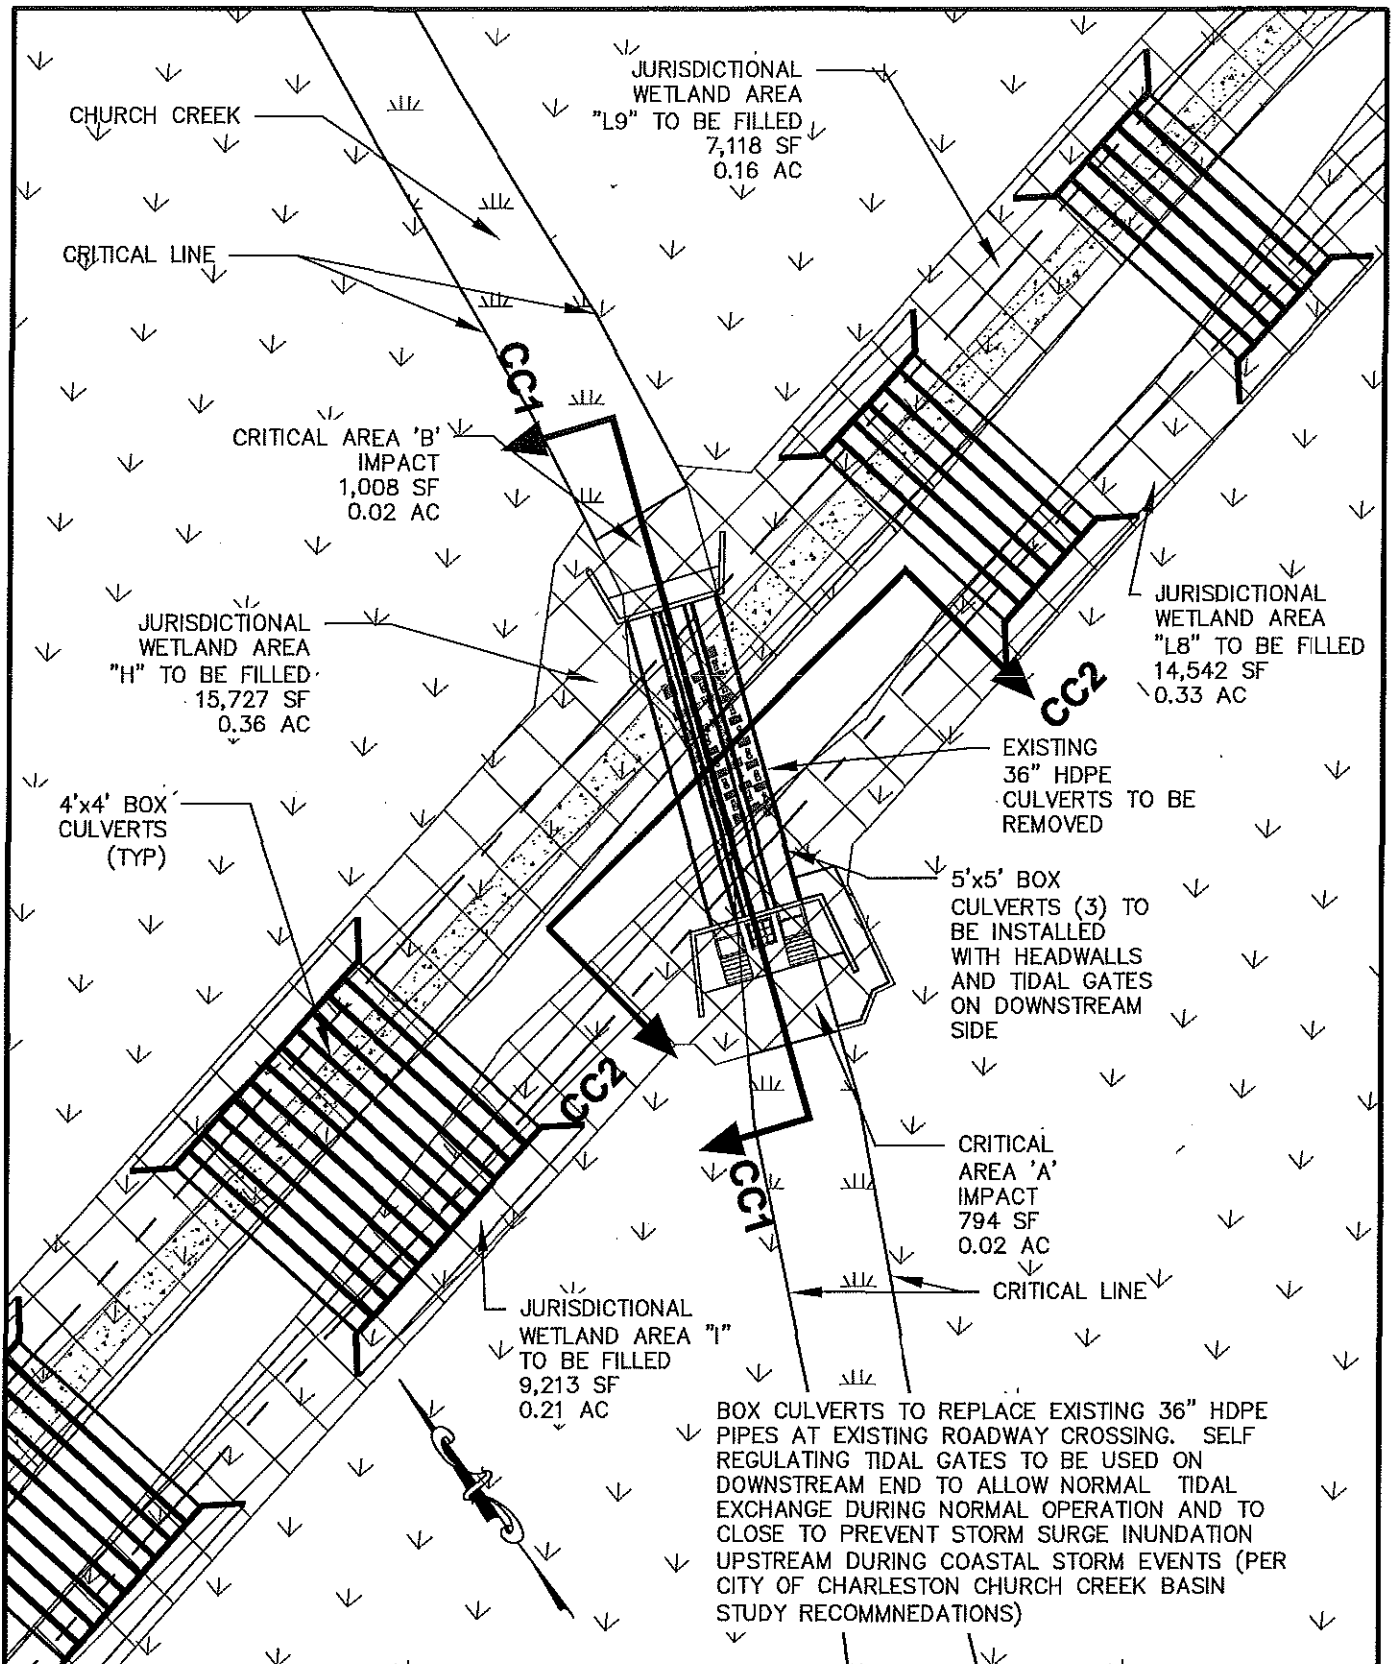 CHURCH CREEK
CRITICAL LINE
JURISDICTIONAL
WETLAND AREA
"L9" TO BE FILLED
7,118 SF
0.16 AC
CC1
CRITICAL AREA 'B'
IMPACT
1,008 SF
0.02 AC
JURISDICTIONAL
WETLAND AREA
"H" TO BE FILLED
15,727 SF
0.36 AC
JURISDICTIONAL
WETLAND AREA
"L8" TO BE FILLED
14,542 SF
0.33 AC
CC2
EXISTING
36" HDPE
CULVERTS TO BE
REMOVED
4'x4' BOX
CULVERTS
(TYP)
5'x5' BOX
CULVERTS (3) TO
BE INSTALLED
WITH HEADWALLS
AND TIDAL GATES
ON DOWNSTREAM
SIDE
CC2
CC1
CRITICAL
AREA 'A'
IMPACT
794 SF
0.02 AC
CRITICAL LINE
JURISDICTIONAL
WETLAND AREA "I"
TO BE FILLED
9,213 SF
0.21 AC
BOX CULVERTS TO REPLACE EXISTING 36" HDPE
PIPES AT EXISTING ROADWAY CROSSING. SELF
REGULATING TIDAL GATES TO BE USED ON
DOWNSTREAM END TO ALLOW NORMAL TIDAL
EXCHANGE DURING NORMAL OPERATION AND TO
CLOSE TO PREVENT STORM SURGE INUNDATION
UPSTREAM DURING COASTAL STORM EVENTS (PER
CITY OF CHARLESTON CHURCH CREEK BASIN
STUDY RECOMMNEDATIONS)